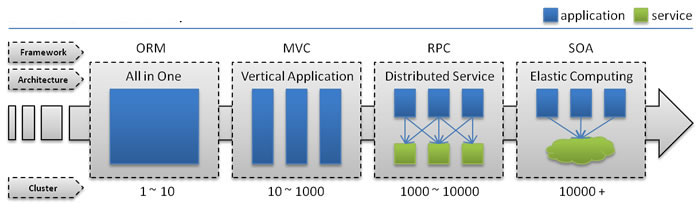 application service
Framework ORM MVC RPC SOA
Architecture All in One Vertical Application Distributed Service Elastic Computing
Cluster 1 ~ 10 10 ~ 1000 1000 ~ 10000 10000 +